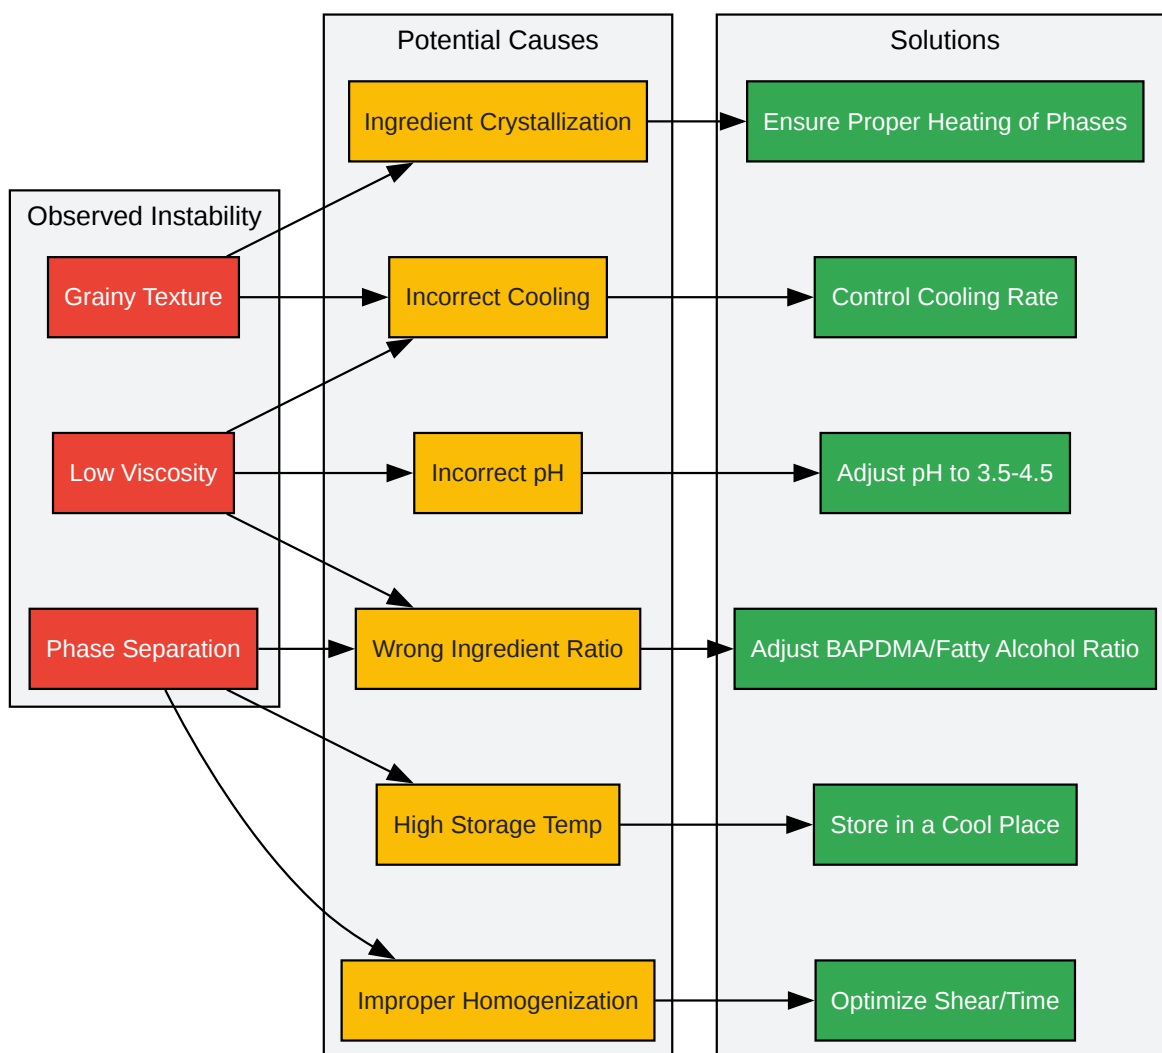 Potential Causes
Solutions
Ingredient Crystallization
Ensure Proper Heating of Phases
Observed Instability
Grainy Texture
Incorrect Cooling
Control Cooling Rate
Low Viscosity
Incorrect pH
Adjust pH to 3.5-4.5
Phase Separation
Wrong Ingredient Ratio
Adjust BAPDMA/Fatty Alcohol Ratio
High Storage Temp
Store in a Cool Place
Improper Homogenization
Optimize Shear/Time